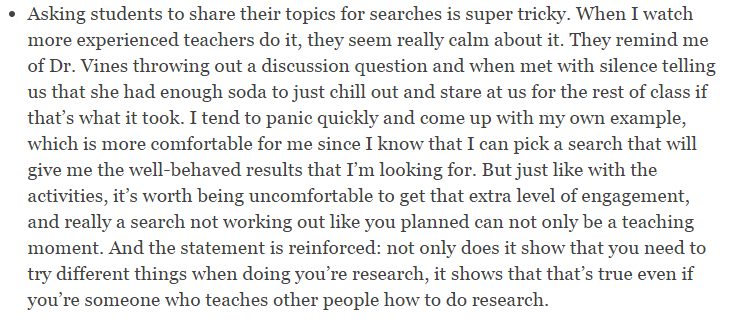 • Asking students to share their topics for searches is super tricky. When I watch
more experienced teachers do it, they seem really calm about it. They remind me
of Dr. Vines throwing out a discussion question and when met with silence telling
us that she had enough soda to just chill out and stare at us for the rest of class if
that's what it took. I tend to panic quickly and come up with my own example,
which is more comfortable for me since I know that I can pick a search that will
give me the well-behaved results that I'm looking for. But just like with the
activities, it's worth being uncomfortable to get that extra level of engagement,
and really a search not working out like you planned can not only be a teaching
moment. And the statement is reinforced: not only does it show that you need to
try different things when doing you're research, it shows that that's true even if
you're someone who teaches other people how to do research.